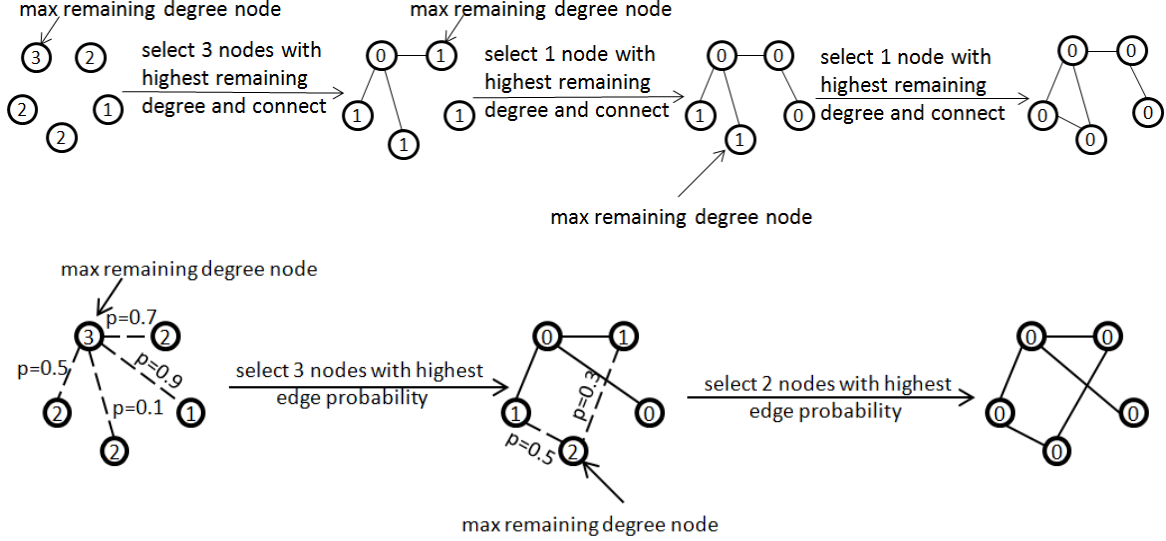 max remaining degree node
max remaining degree node
3 2
2 1
2
select 3 nodes with
highest remaining
degree and connect
0 1
1 1
1
select 1 node with
highest remaining
degree and connect
0 0
1 0
1
max remaining degree node
select 1 node with
highest remaining
degree and connect
0 0
0 0
0
max remaining degree node
p=0.7
3 2
p=0.5
p=0.9
p=0.1
2 1
2
select 3 nodes with highest
edge probability
0 1
p=0.3
1 0
p=0.5
2
max remaining degree node
select 2 nodes with highest
edge probability
0 0
0 0
0